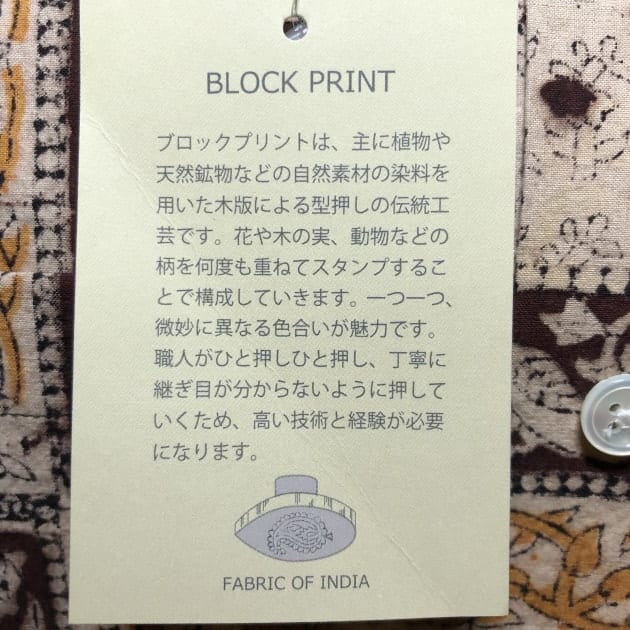 BLOCK PRINT
ブロックプリントは、主に植物や
天然鉱物などの自然素材の染料を
用いた木版による型押しの伝統工
芸です。花や木の実、動物などの
柄を何度も重ねてスタンプするこ
とで構成していきます。一つ一つ、
微妙に異なる色合いが魅力です。
職人がひと押しひと押し、丁寧に
継ぎ目が分からないように押して
いくため、高い技術と経験が必要
になります。
FABRIC OF INDIA